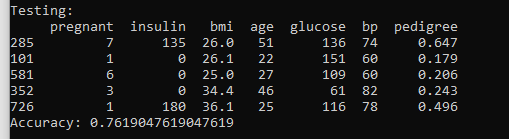 Testing:
pregnant insulin bmi age glucose bp pedigree
285 7 135 26.0 51 136 74 0.647
101 1 0 26.1 22 151 60 0.179
581 6 0 25.0 27 109 60 0.206
352 3 0 34.4 46 61 82 0.243
726 1 180 36.1 25 116 78 0.496
Accuracy: 0.7619047619047619